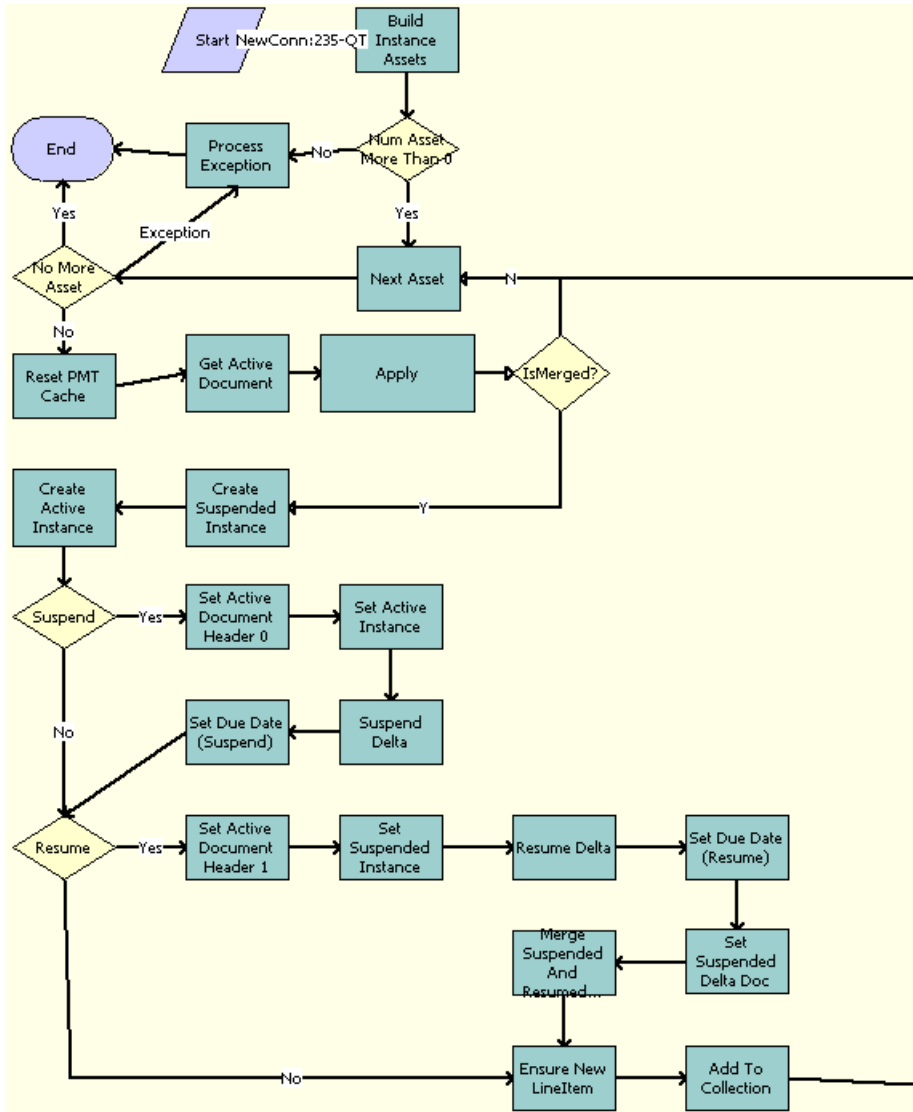 Start NewConn:235-QT
Build
Instance
Assets
End
Process
Exception
No
Num Asset
More Than 0
Yes
Yes
Exception
No More
Asset
Next Asset
N
No
Reset PMT
Cache
Get Active
Document
Apply
IsMerged?
Create
Active
Instance
Create
Suspended
Instance
Y
Suspend
Yes
Set Active
Document
Header 0
Set Active
Instance
No
Set Due Date
(Suspend)
Suspend
Delta
Resume
Yes
Set Active
Document
Header 1
Set
Suspended
Instance
Resume Delta
Set Due Date
(Resume)
Merge
Suspended
And
Resumed...
Set
Suspended
Delta Doc
No
Ensure New
LineItem
Add To
Collection